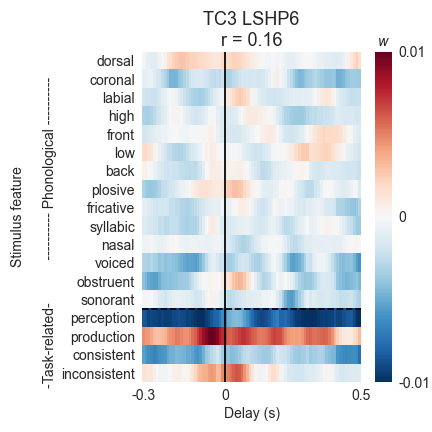 TC3 LSHP6
r = 0.16
w
dorsal
coronal
labial
high
front
low
back
plosive
fricative
syllabic
nasal
voiced
obstruent
sonorant
perception
production
consistent
inconsistent
Stimulus feature
-Task-related- ---------- Phonological ----------
0.01
0
-0.01
-0.3 0 0.5
Delay (s)